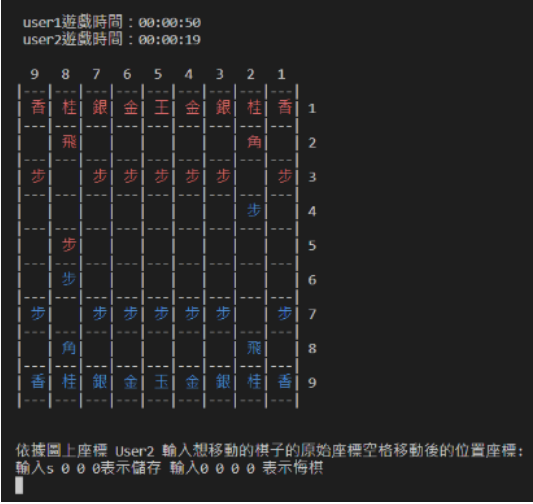 user1遊戲時間：00:00:50
user2遊戲時間：00:00:19
9 8 7 6 5 4 3 2 1
|---|---|---|---|---|---|---|---|---|
| 香| 桂| 銀| 金| 王| 金| 銀| 桂| 香| 1
|---|---|---|---|---|---|---|---|---|
|   | 飛|   |   |   |   |   | 角|   | 2
|---|---|---|---|---|---|---|---|---|
| 步|   | 步| 步| 步| 步| 步|   | 步| 3
|---|---|---|---|---|---|---|---|---|
|   |   |   |   |   |   |   | 步|   | 4
|---|---|---|---|---|---|---|---|---|
|   | 步|   |   |   |   |   |   |   | 5
|---|---|---|---|---|---|---|---|---|
|   | 步|   |   |   |   |   |   |   | 6
|---|---|---|---|---|---|---|---|---|
| 步|   | 步| 步| 步| 步| 步|   | 步| 7
|---|---|---|---|---|---|---|---|---|
|   | 角|   |   |   |   |   | 飛|   | 8
|---|---|---|---|---|---|---|---|---|
| 香| 桂| 銀| 金| 玉| 金| 銀| 桂| 香| 9
|---|---|---|---|---|---|---|---|---|
依據圖上座標 User2 輸入想移動的棋子的原始座標空格移動後的位置座標:
輸入s 0 0 0表示儲存 輸入0 0 0 0 表示悔棋